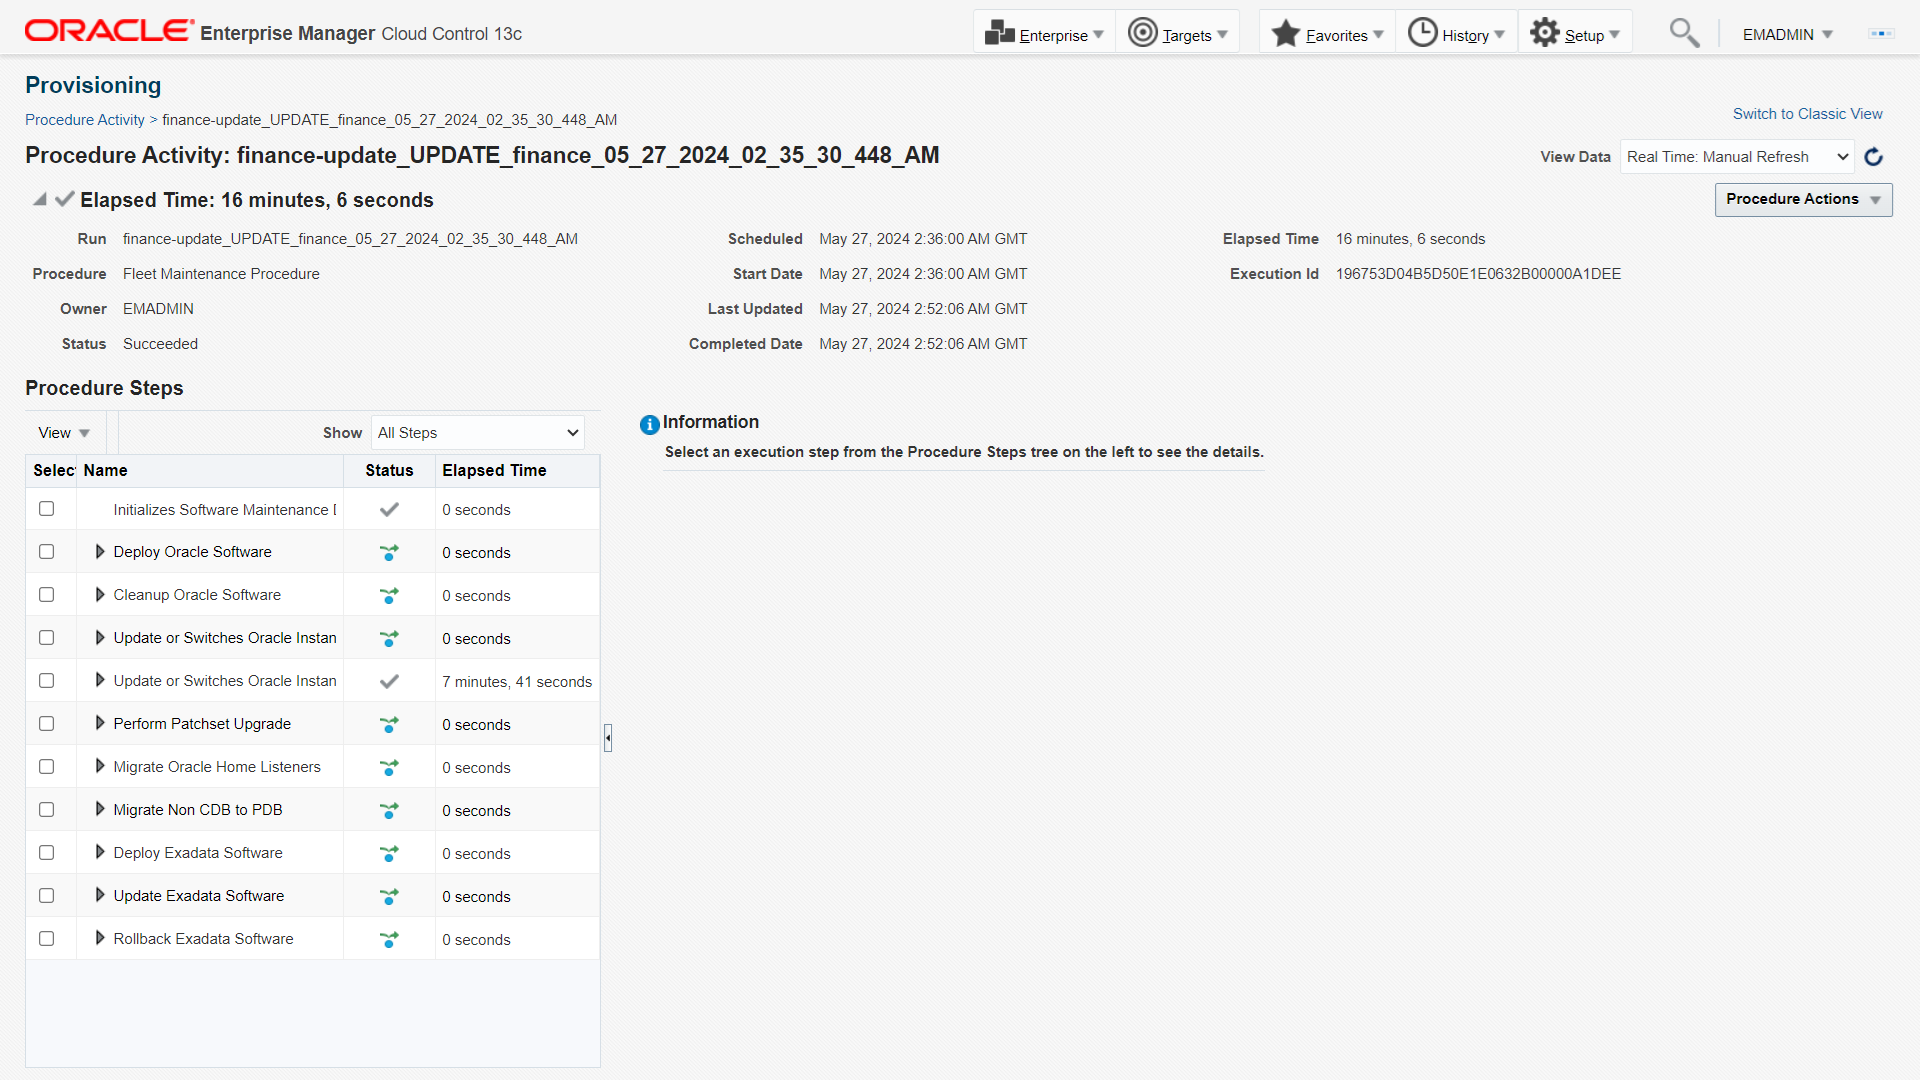 ORACLE Enterprise Manager Cloud Control 13c
Enterprise
Targets
Favorites
History
Setup
EMADMIN
Provisioning
Procedure Activity > finance-update_UPDATE_finance_05_27_2024_02_35_30_448_AM
Switch to Classic View
Procedure Activity: finance-update_UPDATE_finance_05_27_2024_02_35_30_448_AM
View Data Real Time: Manual Refresh
Elapsed Time: 16 minutes, 6 seconds
Procedure Actions
Run finance-update_UPDATE_finance_05_27_2024_02_35_30_448_AM
Procedure Fleet Maintenance Procedure
Owner EMADMIN
Status Succeeded
Scheduled May 27, 2024 2:36:00 AM GMT
Start Date May 27, 2024 2:36:00 AM GMT
Last Updated May 27, 2024 2:52:06 AM GMT
Completed Date May 27, 2024 2:52:06 AM GMT
Elapsed Time 16 minutes, 6 seconds
Execution Id 196753D04B5D50E1E0632B00000A1DEE
Procedure Steps
View Show All Steps
Select Name Status Elapsed Time
Initializes Software Maintenance 0 seconds
Deploy Oracle Software 0 seconds
Cleanup Oracle Software 0 seconds
Update or Switches Oracle Instan 0 seconds
Update or Switches Oracle Instan 7 minutes, 41 seconds
Perform Patchset Upgrade 0 seconds
Migrate Oracle Home Listeners 0 seconds
Migrate Non CDB to PDB 0 seconds
Deploy Exadata Software 0 seconds
Update Exadata Software 0 seconds
Rollback Exadata Software 0 seconds
Information
Select an execution step from the Procedure Steps tree on the left to see the details.